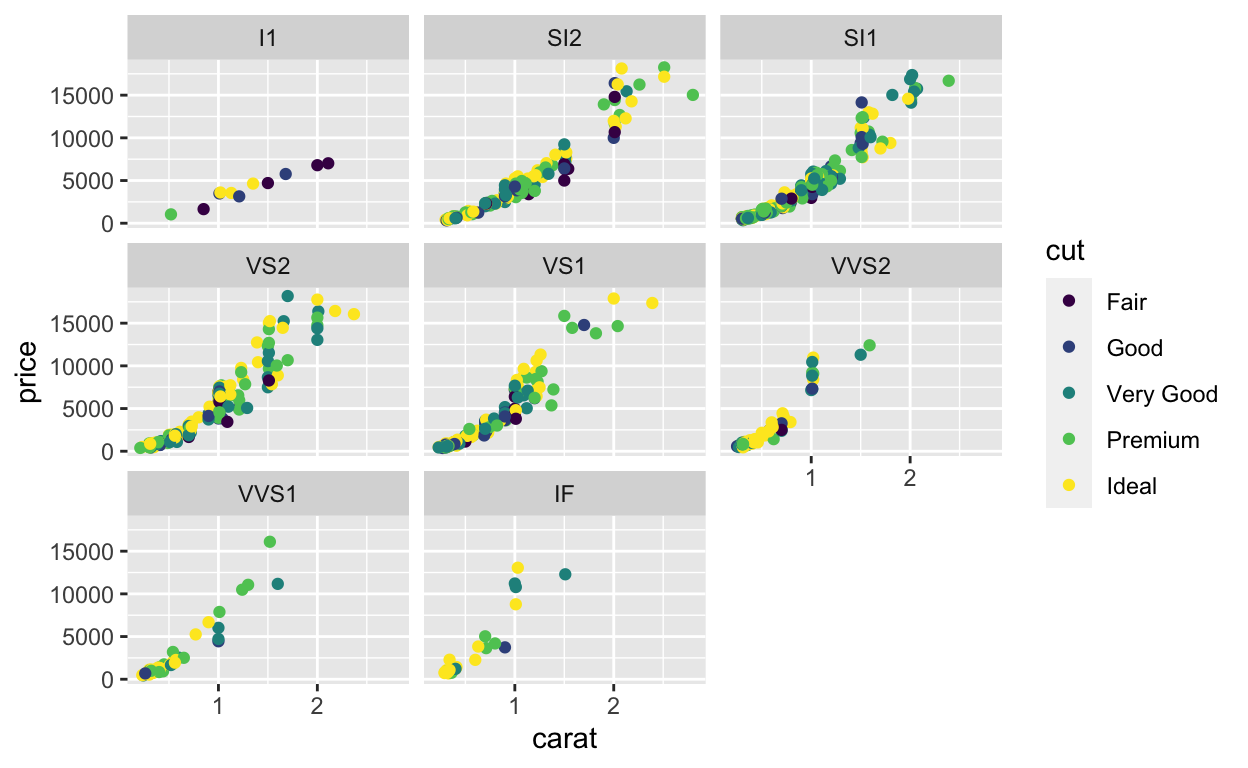 I1 SI2 SI1
15000
10000
5000
0
VS2 VS1 VVS2
15000
10000
5000
0
1 2
VVS1 IF
15000
10000
5000
0
1 2 1 2
carat
price
cut
Fair
Good
Very Good
Premium
Ideal